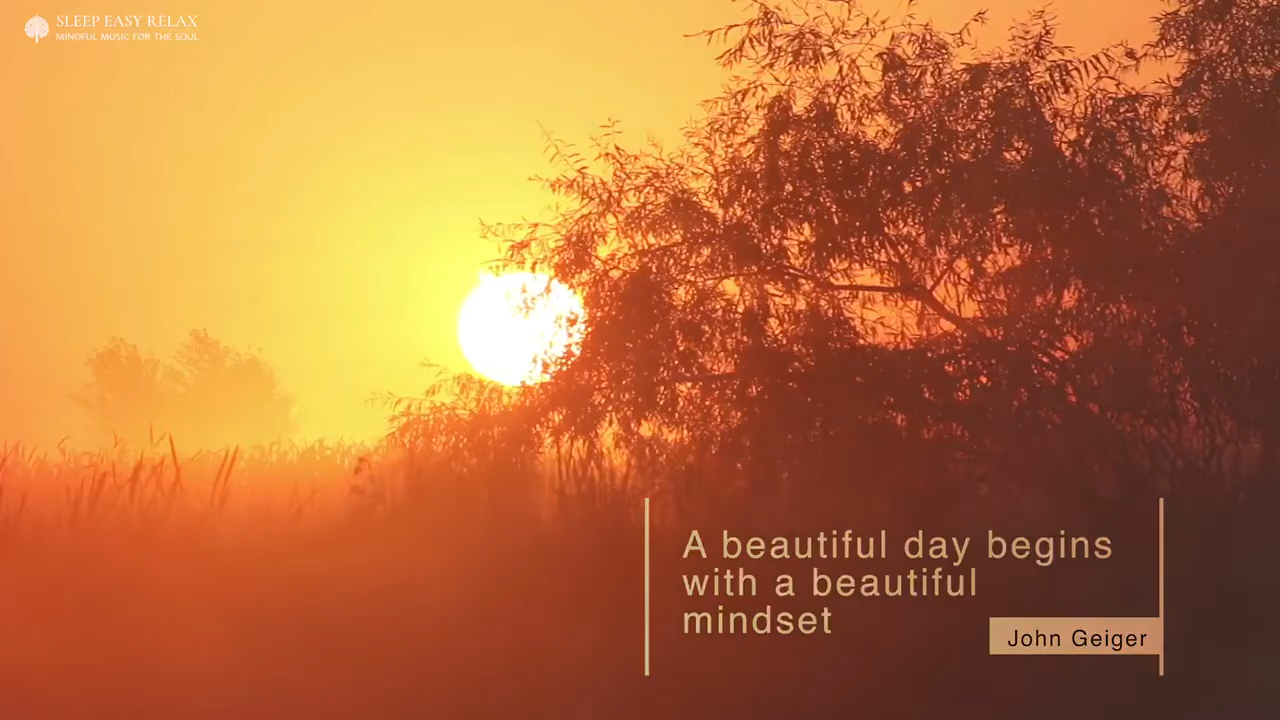 SLEEP EASY RELAX
MINDFUL MUSIC FOR THE SOUL
A beautiful day begins
with a beautiful
mindset
John Geiger